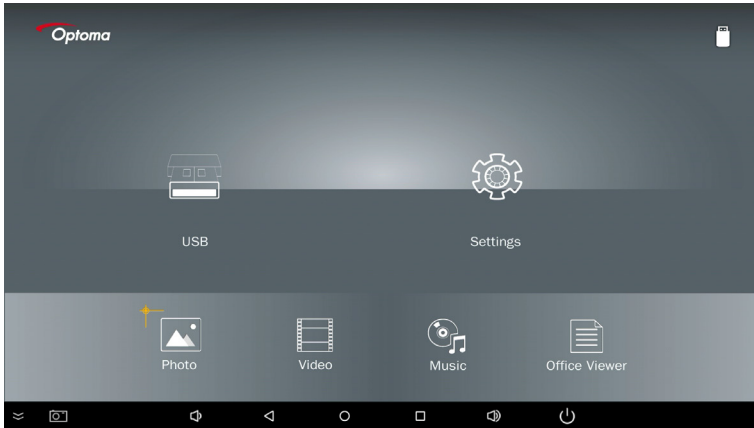 Optoma
USB
Settings
Photo
Video
Music
Office Viewer